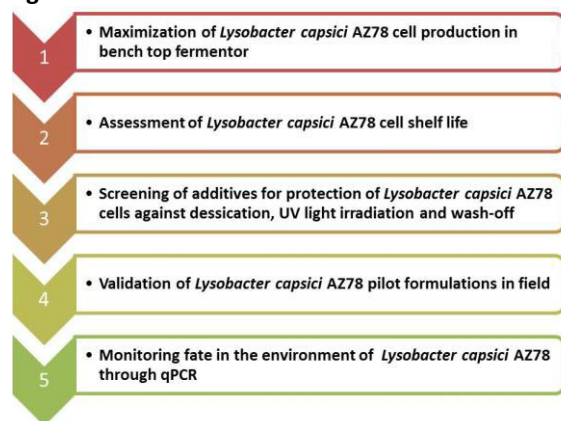 1
• Maximization of Lysobacter capsici AZ78 cell production in
bench top fermentor
2
• Assessment of Lysobacter capsici AZ78 cell shelf life
3
• Screening of additives for protection of Lysobacter capsici AZ78
cells against dessication, UV light irradiation and wash-off
4
• Validation of Lysobacter capsici AZ78 pilot formulations in field
5
• Monitoring fate in the environment of Lysobacter capsici AZ78
through qPCR